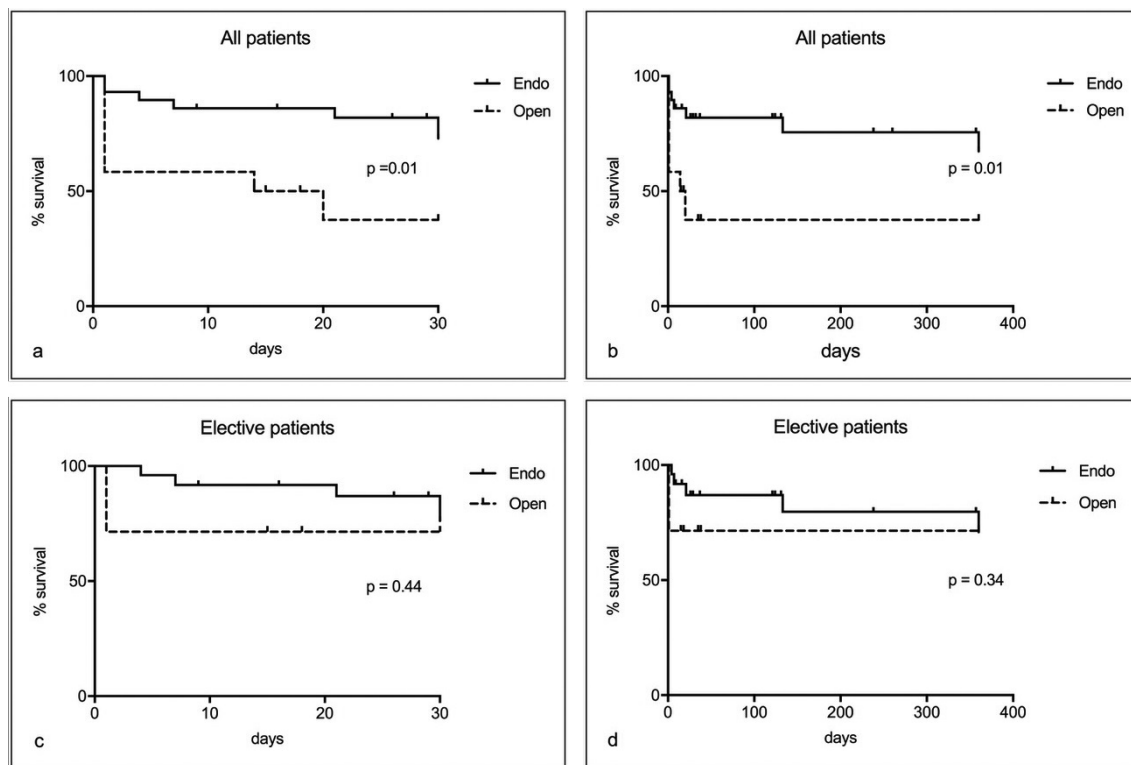 All patients
100
50
0
% survival
Endo
Open
p =0.01
0 10 20 30
days
a
All patients
100
50
0
% survival
Endo
Open
p = 0.01
0 100 200 300 400
days
b
Elective patients
100
50
0
% survival
Endo
Open
p = 0.44
0 10 20 30
days
c
Elective patients
100
50
0
% survival
Endo
Open
p = 0.34
0 100 200 300 400
days
d